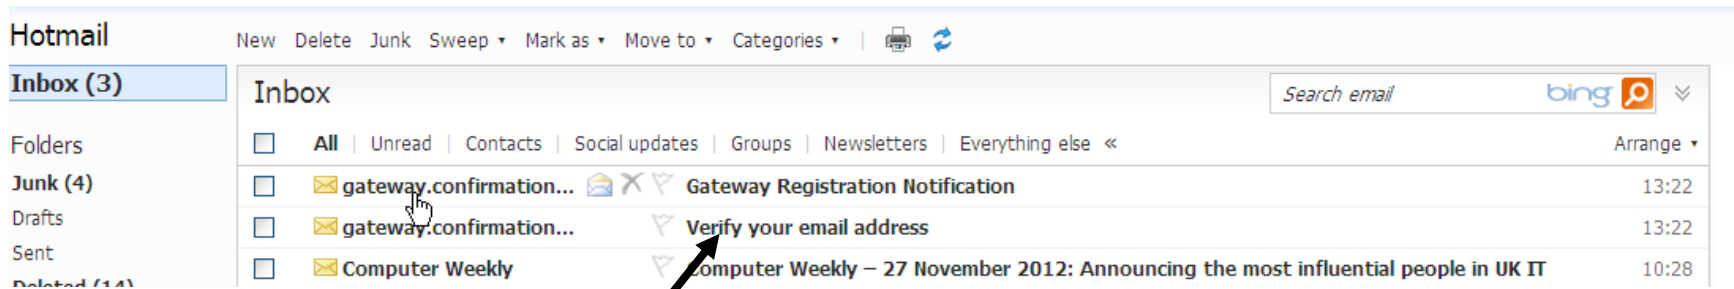 Hotmail
New Delete Junk Sweep Mark as Move to Categories
Inbox (3)
Inbox
Search email bing
Folders
All Unread Contacts Social updates Groups Newsletters Everything else «
Arrange
Junk (4)
gateway.confirmation... Gateway Registration Notification 13:22
Drafts
gateway.confirmation... Verify your email address 13:22
Sent
Computer Weekly Computer Weekly – 27 November 2012: Announcing the most influential people in UK IT 10:28
Deleted (14)